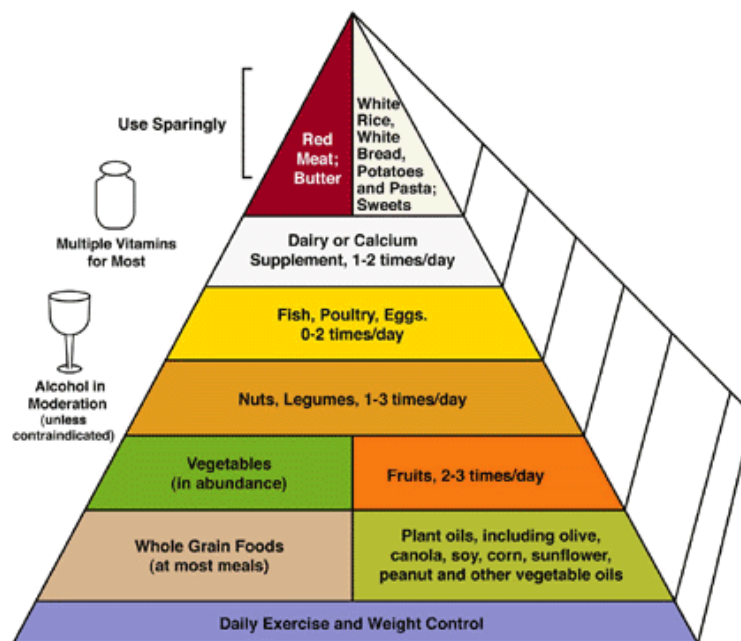 Use Sparingly
Red
Meat;
Butter
White
Rice,
White
Bread,
Potatoes
and Pasta;
Sweets
Multiple Vitamins
for Most
Dairy or Calcium
Supplement, 1-2 times/day
Fish, Poultry, Eggs.
0-2 times/day
Alcohol in
Moderation
(unless
contraindicated)
Nuts, Legumes, 1-3 times/day
Vegetables
(in abundance)
Fruits, 2-3 times/day
Whole Grain Foods
(at most meals)
Plant oils, including olive,
canola, soy, corn, sunflower,
peanut and other vegetable oils
Daily Exercise and Weight Control